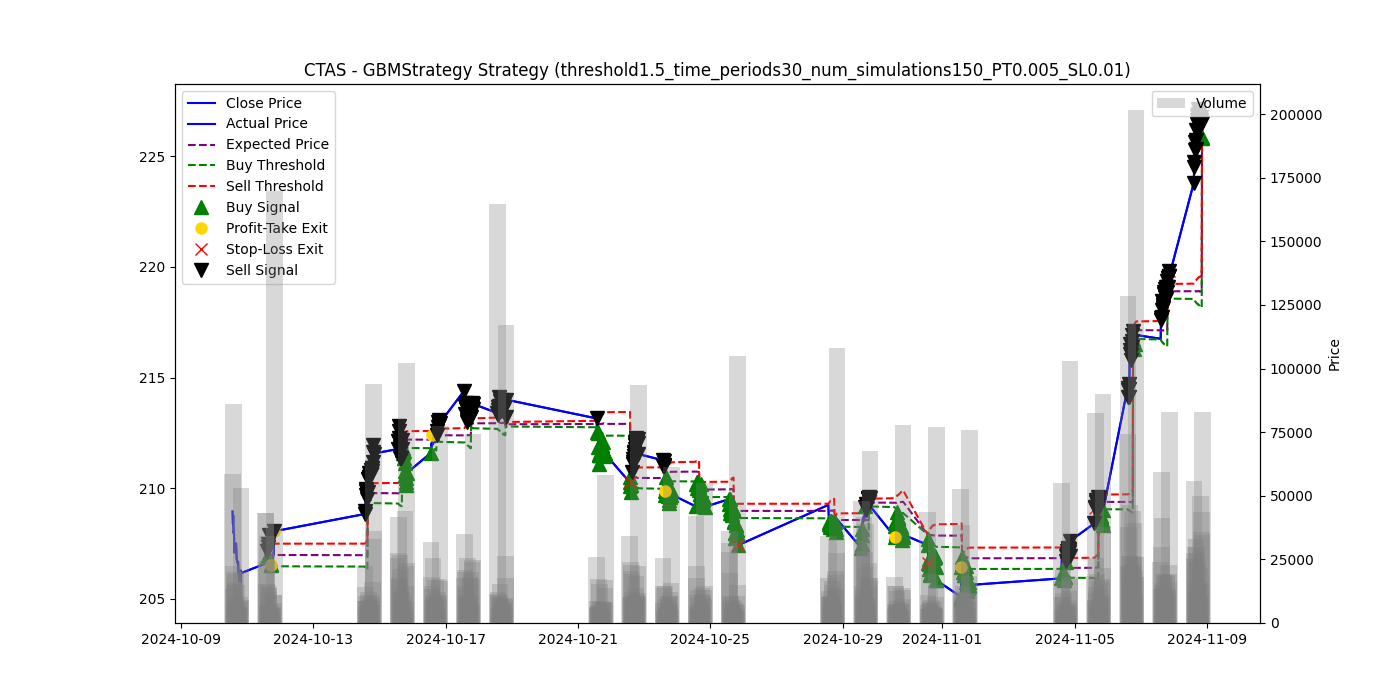 CTAS - GBMStrategy Strategy (threshold1.5_time_periods30_num_simulations150_PT0.005_SL0.01)
Close Price
Actual Price
Expected Price
Buy Threshold
Sell Threshold
Buy Signal
Profit-Take Exit
Stop-Loss Exit
Sell Signal
Volume
225
220
215
210
205
200000
175000
150000
125000
100000
75000
50000
25000
0
Price
2024-10-09
2024-10-13
2024-10-17
2024-10-21
2024-10-25
2024-10-29
2024-11-01
2024-11-05
2024-11-09